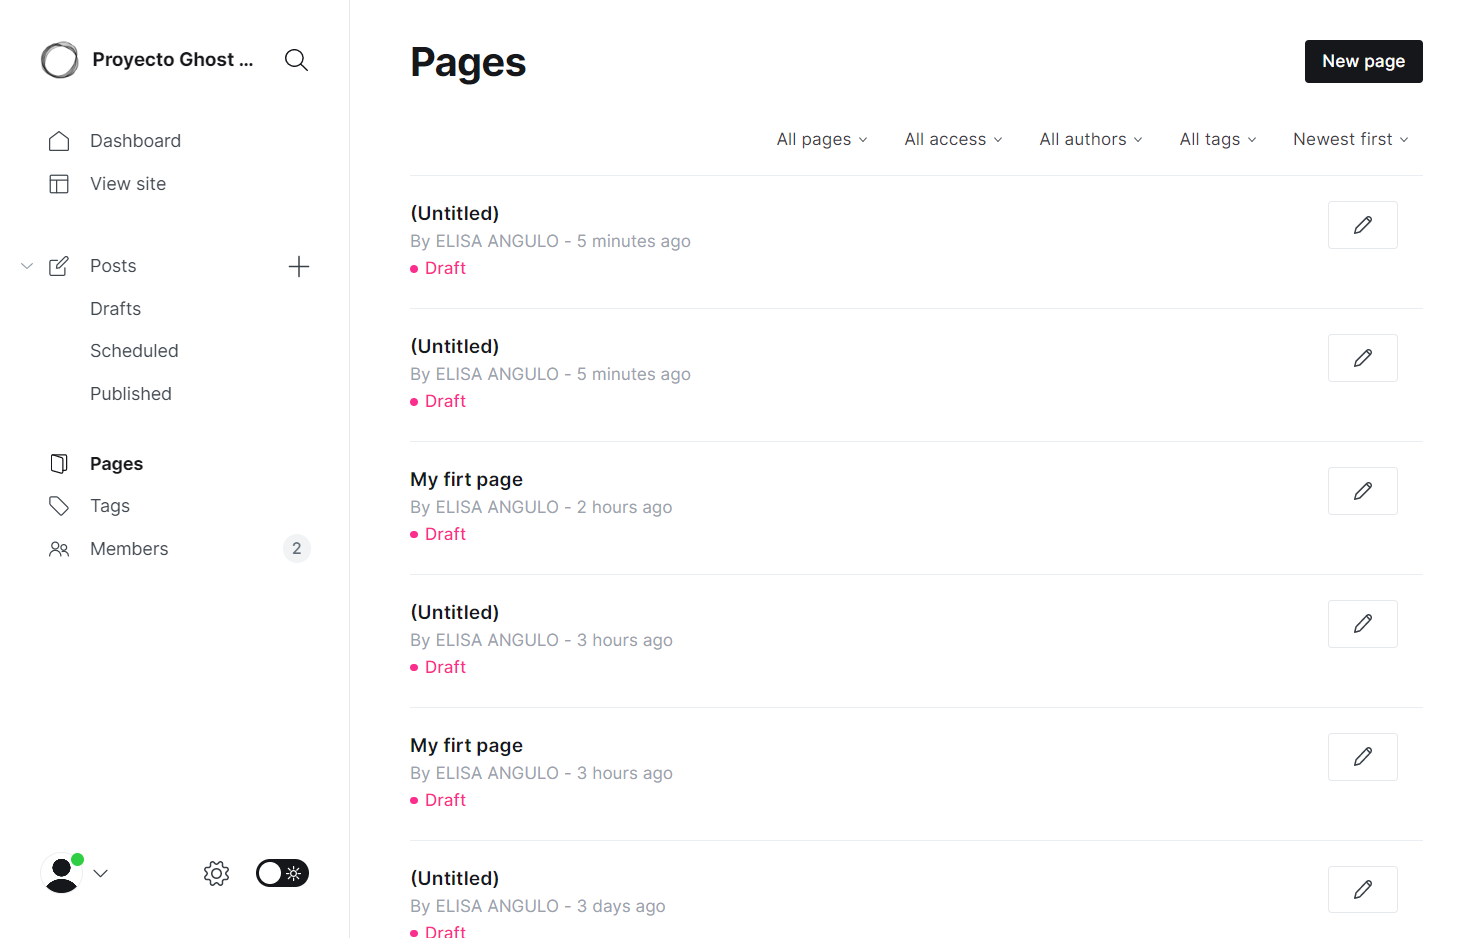 Proyecto Ghost ...
Dashboard
View site
Posts
Drafts
Scheduled
Published
Pages
Tags
Members 2
Pages
New page
All pages All access All authors All tags Newest first
(Untitled)
By ELISA ANGULO - 5 minutes ago
Draft
(Untitled)
By ELISA ANGULO - 5 minutes ago
Draft
My firt page
By ELISA ANGULO - 2 hours ago
Draft
(Untitled)
By ELISA ANGULO - 3 hours ago
Draft
My firt page
By ELISA ANGULO - 3 hours ago
Draft
(Untitled)
By ELISA ANGULO - 3 days ago
Draft